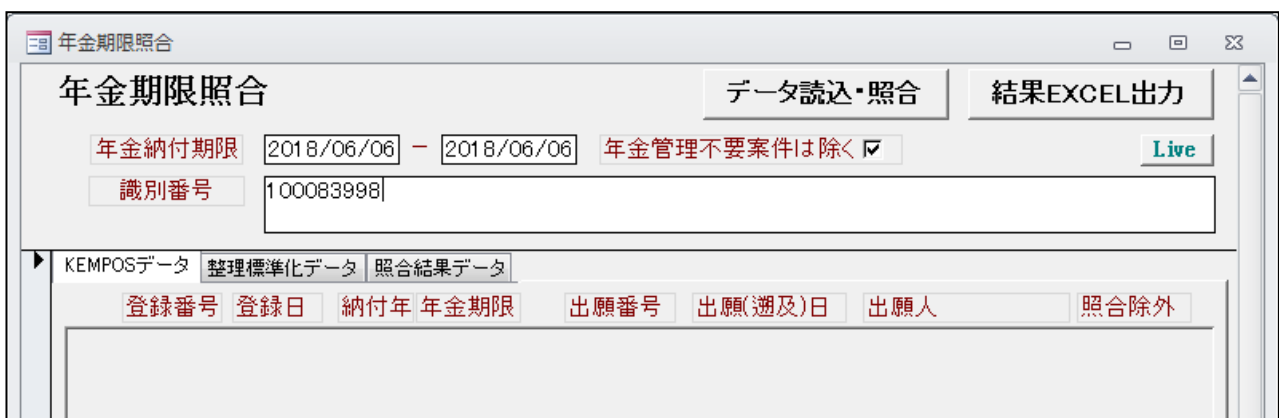 年金期限照合
年金期限照合 データ読込・照合 結果EXCEL出力
年金納付期限 2018/06/06 － 2018/06/06 年金管理不要案件は除く Live
識別番号 100083998
KEMPOSデータ 整理標準化データ 照合結果データ
登録番号 登録日 納付年 年金期限 出願番号 出願(遡及)日 出願人 照合除外